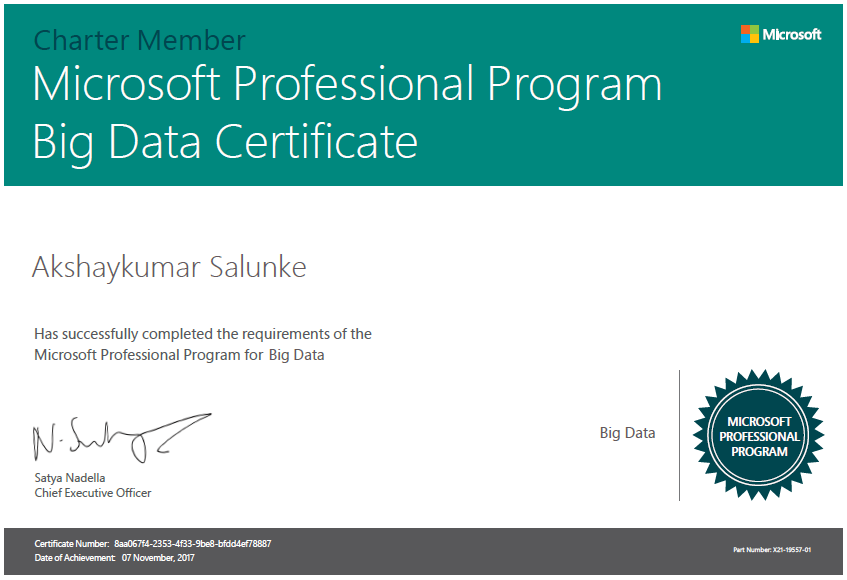 Charter Member
Microsoft
Microsoft Professional Program
Big Data Certificate
Akshaykumar Salunke
Has successfully completed the requirements of the
Microsoft Professional Program for Big Data
Satya Nadella
Chief Executive Officer
Big Data
MICROSOFT
PROFESSIONAL
PROGRAM
Certificate Number: 8aa067f4-2353-4f33-9be8-bfdd4ef78887
Date of Achievement: 07 November, 2017
Part Number: X21-19557-01